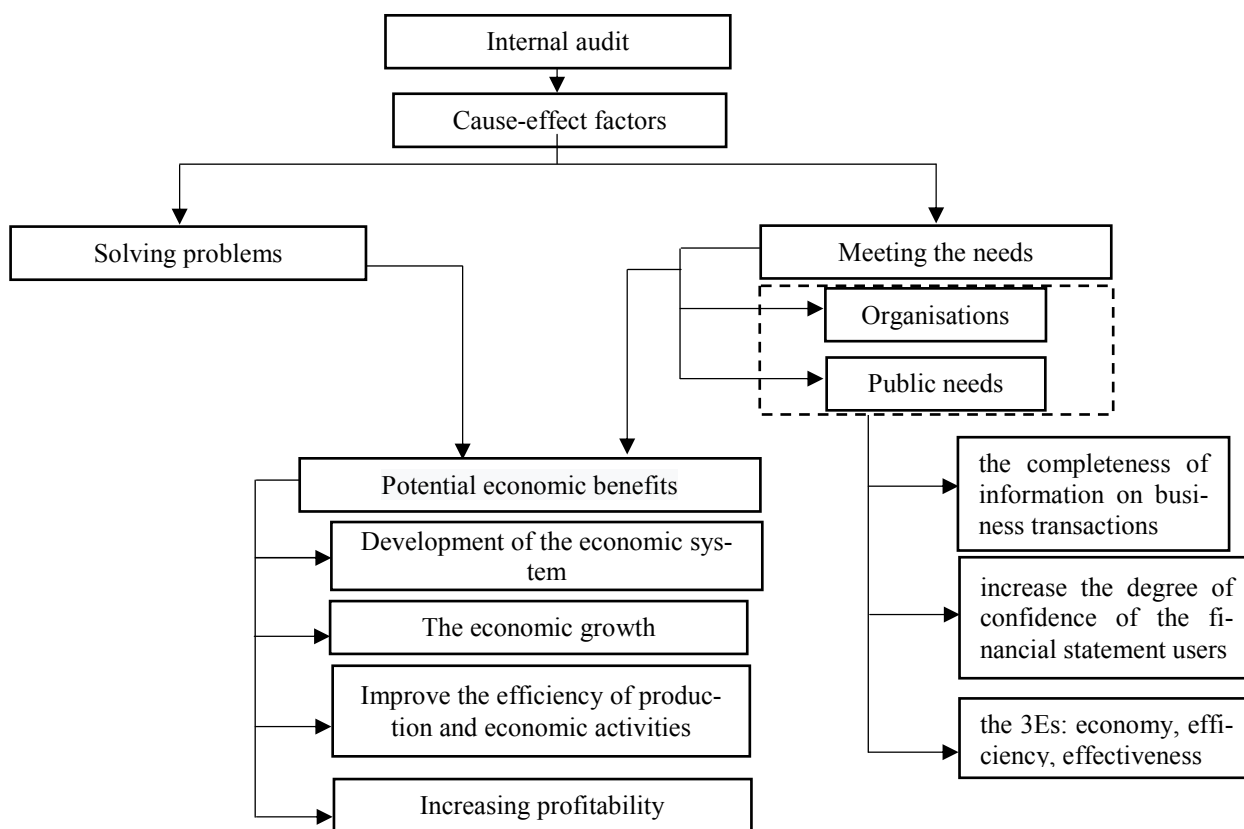 Internal audit
Cause-effect factors
Solving problems
Meeting the needs
Organisations
Public needs
Potential economic benefits
Development of the economic sys-
tem
The economic growth
Improve the efficiency of produc-
tion and economic activities
Increasing profitability
the completeness of
information on busi-
ness transactions
increase the degree of
confidence of the fi-
nancial statement users
the 3Es: economy, effi-
ciency, effectiveness